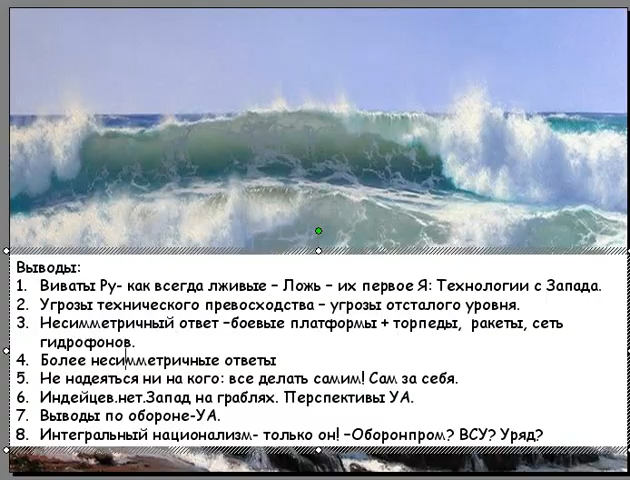 Выводы:
1. Виваты Ру- как всегда лживые – Ложь – их первое Я: Технологии с Запада.
2. Угрозы технического превосходства – угрозы отсталого уровня.
3. Несимметричный ответ –боевые платформы + торпеды, ракеты, сеть
гидрофонов.
4. Более несимметричные ответы
5. Не надеяться ни на кого: все делать самим! Сам за себя.
6. Индейцев.нет.Запад на граблях. Перспективы УА.
7. Выводы по обороне-УА.
8. Интегральный национализм- только он! –Оборонпром? ВСУ? Уряд?